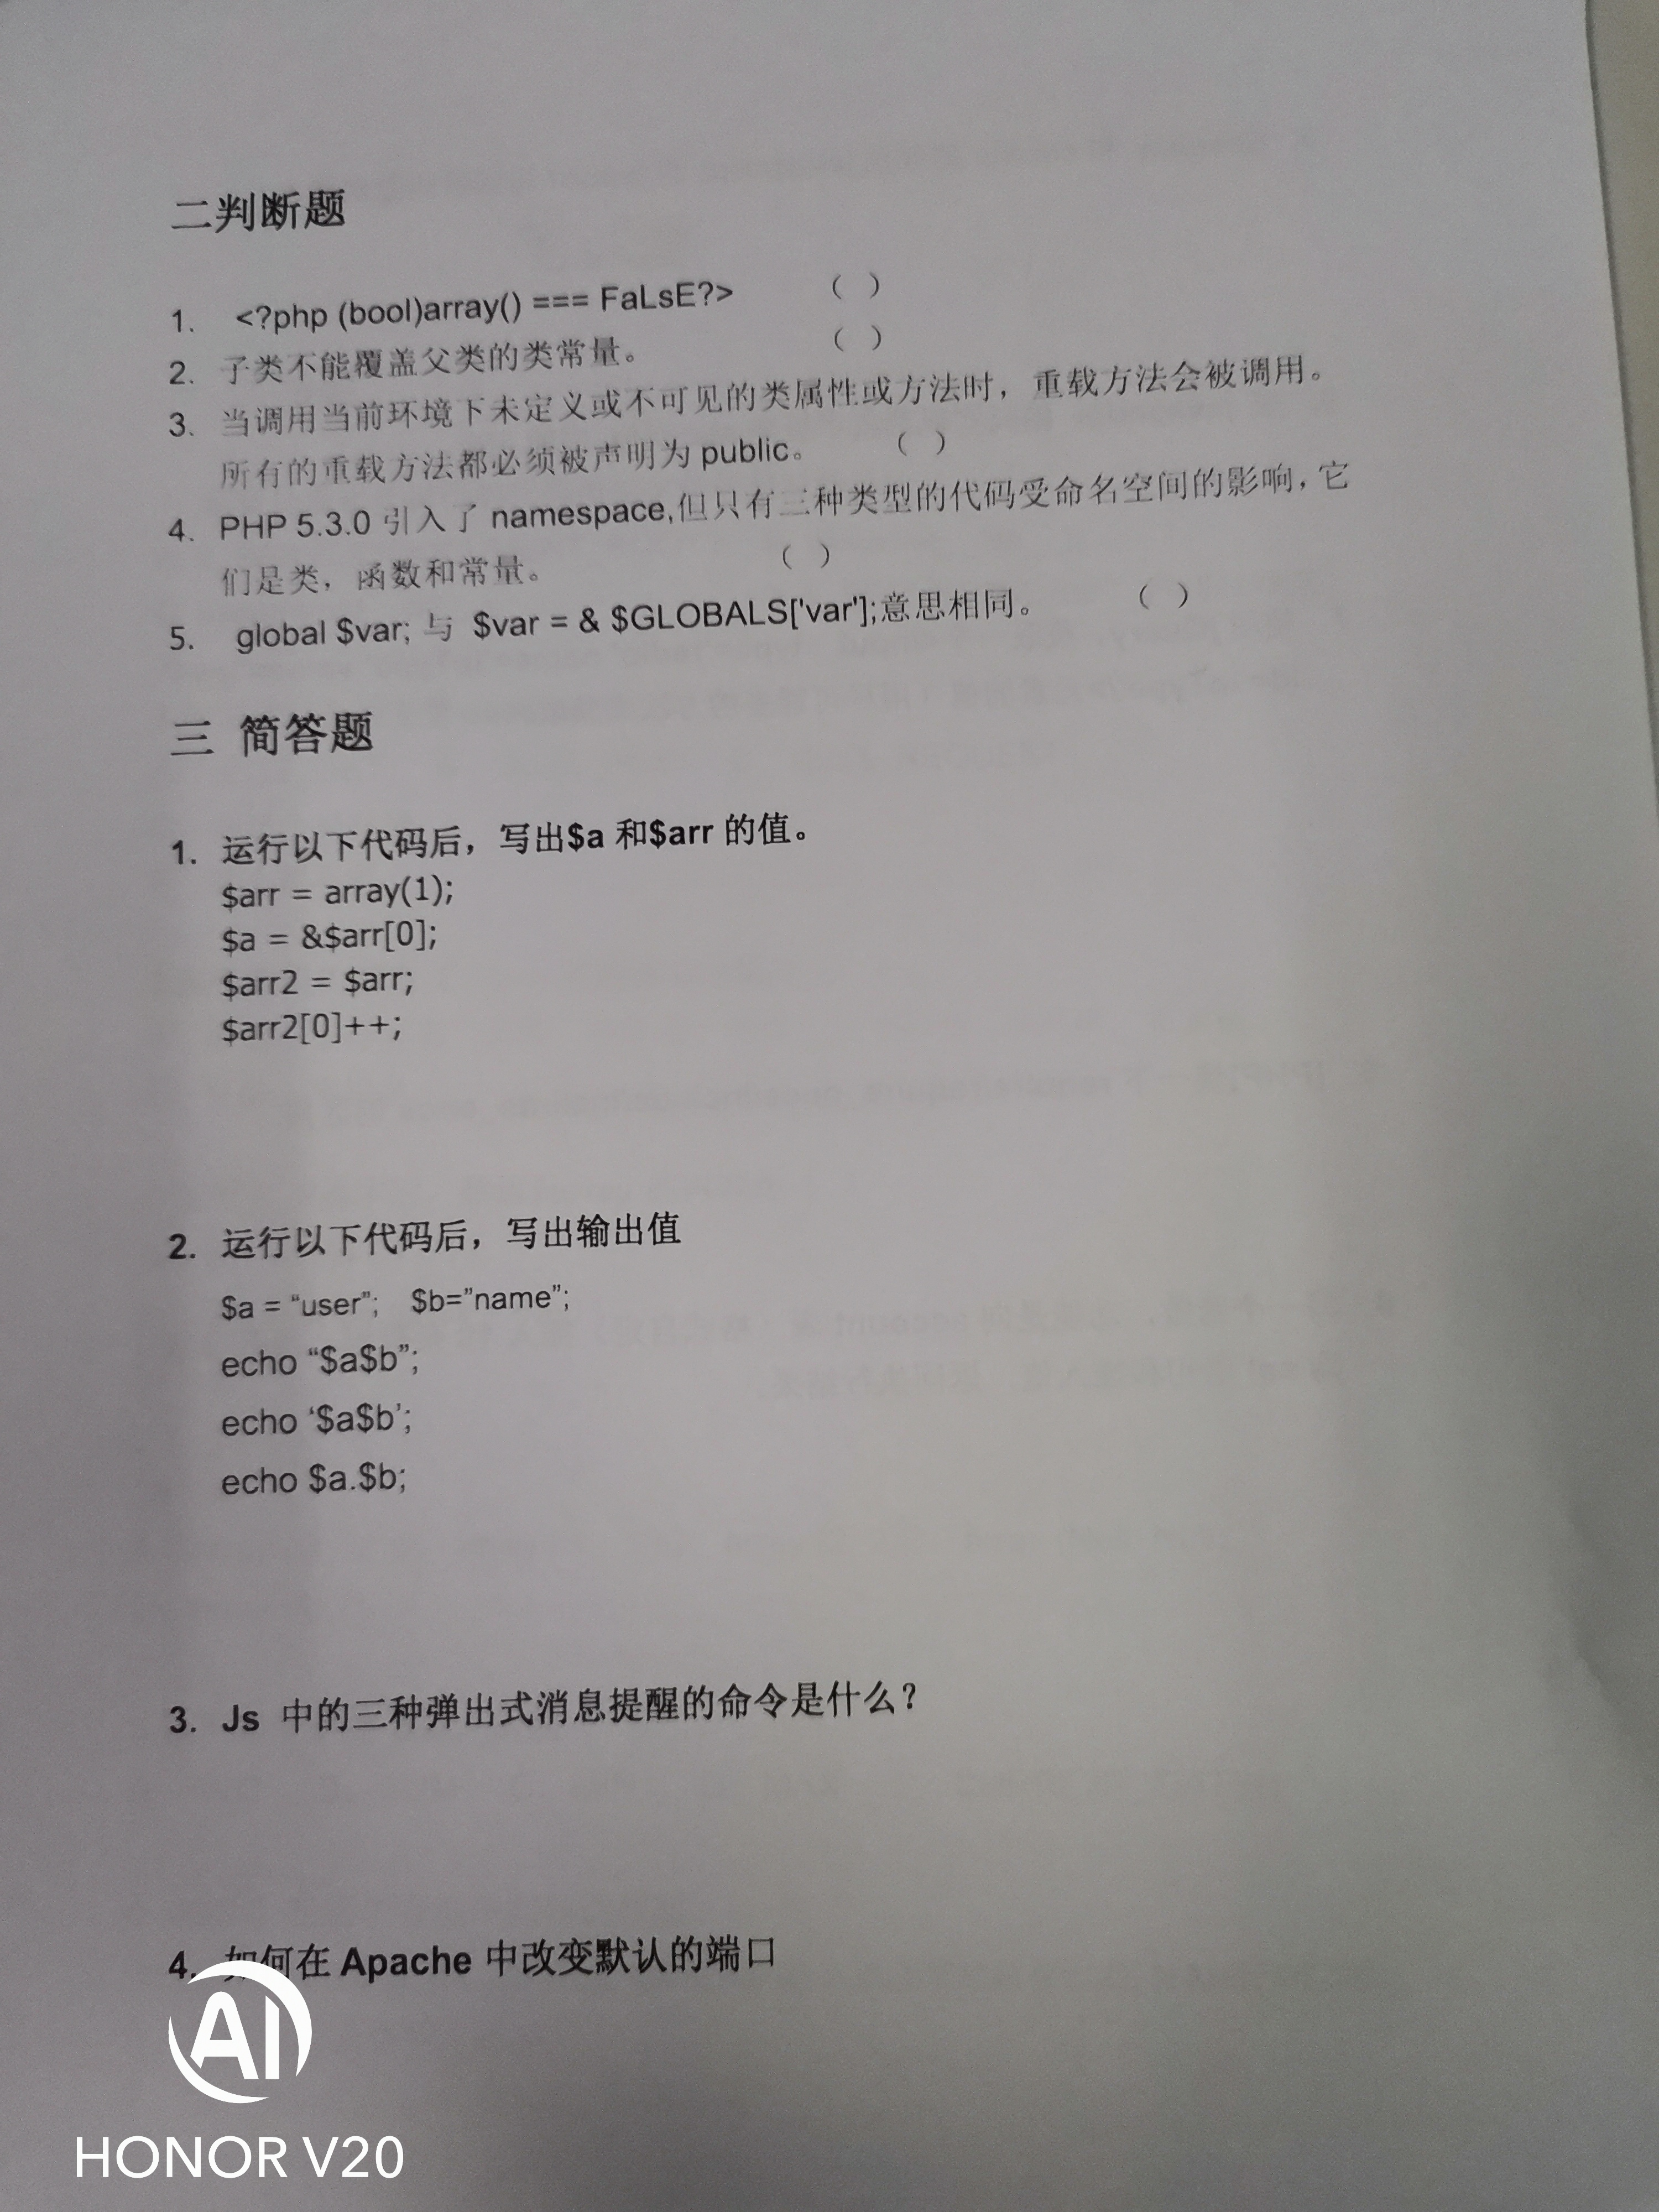 二判断题
1. <?php (bool)array() === FaLsE?> （ ）
2. 子类不能覆盖父类的类常量。 （ ）
3. 当调用当前环境下未定义或不可见的类属性或方法时，重载方法会被调用。
所有的重载方法都必须被声明为 public。 （ ）
4. PHP 5.3.0 引入了 namespace,但只有三种类型的代码受命名空间的影响，它
们是类，函数和常量。 （ ）
5. global $var; 与 $var = & $GLOBALS['var'];意思相同。 （ ）
三 简答题
1. 运行以下代码后，写出$a 和$arr 的值。
$arr = array(1);
$a = &$arr[0];
$arr2 = $arr;
$arr2[0]++;
2. 运行以下代码后，写出输出值
$a = “user”; $b=”name”;
echo “$a$b”;
echo ‘$a$b’;
echo $a.$b;
3. Js 中的三种弹出式消息提醒的命令是什么？
4. 如何在 Apache 中改变默认的端口
AI
HONOR V20